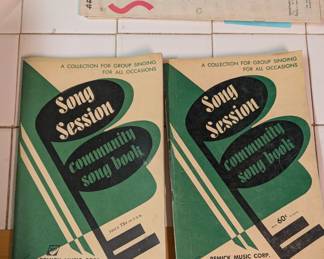 A COLLECTION FOR GROUP SINGING
FOR ALL OCCASIONS
Song
Session
community
song book
A COLLECTION FOR GROUP SINGING
FOR ALL OCCASIONS
Song
Session
community
song book
60¢
REMICK MUSIC CORP.